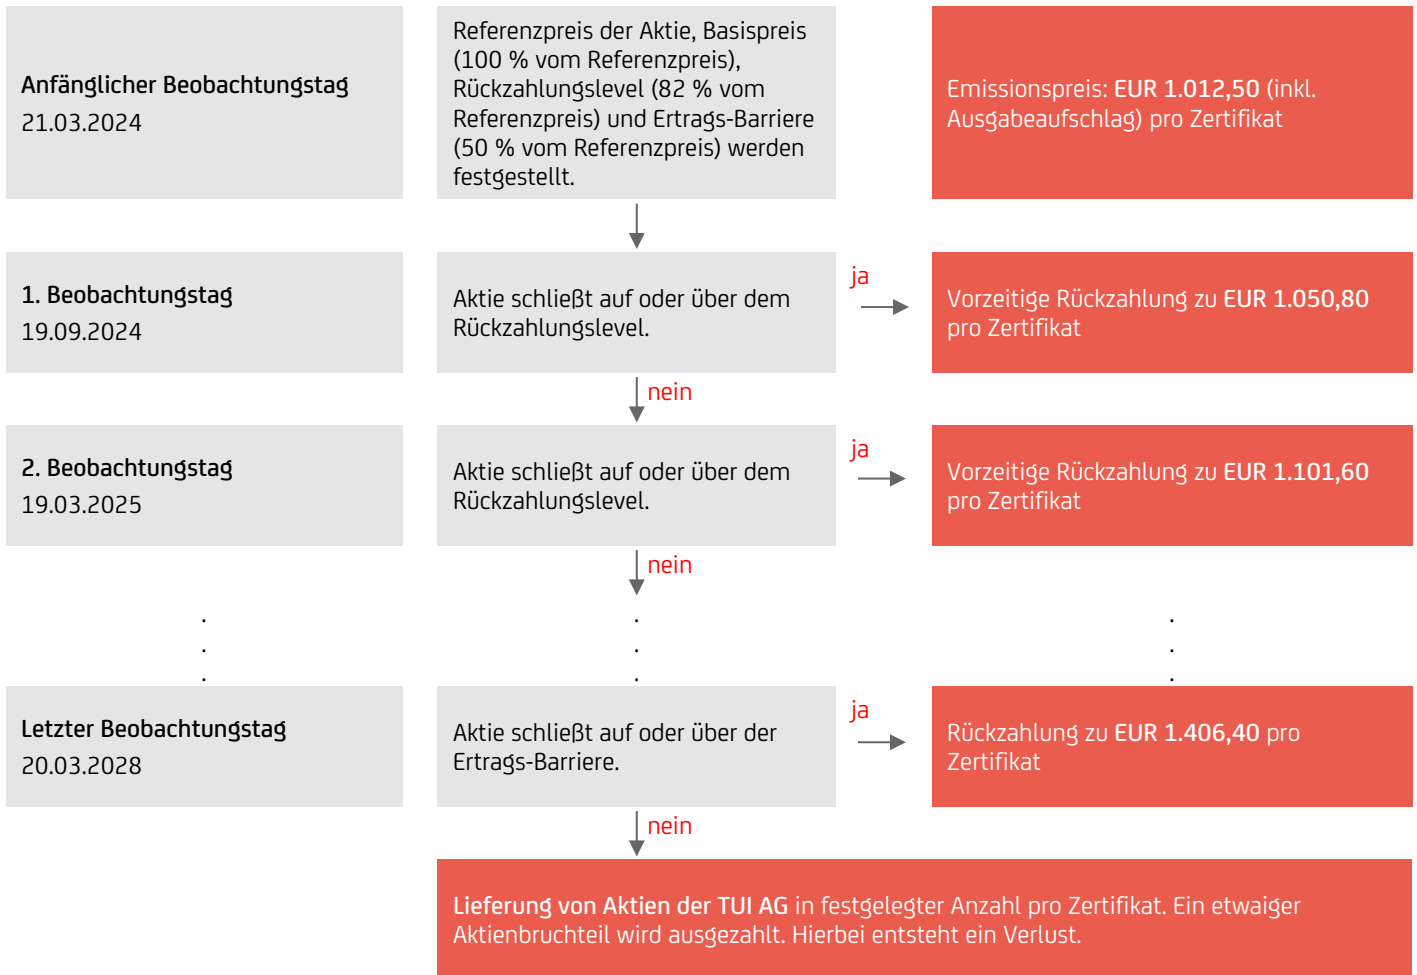 Anfänglicher Beobachtungstag
21.03.2024
Referenzpreis der Aktie, Basispreis
(100 % vom Referenzpreis),
Rückzahlungslevel (82 % vom
Referenzpreis) und Ertrags-Barriere
(50 % vom Referenzpreis) werden
festgestellt.
Emissionspreis: EUR 1.012,50 (inkl.
Ausgabeaufschlag) pro Zertifikat
1. Beobachtungstag
19.09.2024
Aktie schließt auf oder über dem
Rückzahlungslevel.
ja
Vorzeitige Rückzahlung zu EUR 1.050,80
pro Zertifikat
nein
2. Beobachtungstag
19.03.2025
Aktie schließt auf oder über dem
Rückzahlungslevel.
ja
Vorzeitige Rückzahlung zu EUR 1.101,60
pro Zertifikat
nein
. . .
. . .
. . .
Letzter Beobachtungstag
20.03.2028
Aktie schließt auf oder über der
Ertrags-Barriere.
ja
Rückzahlung zu EUR 1.406,40 pro
Zertifikat
nein
Lieferung von Aktien der TUI AG in festgelegter Anzahl pro Zertifikat. Ein etwaiger
Aktienbruchteil wird ausgezahlt. Hierbei entsteht ein Verlust.